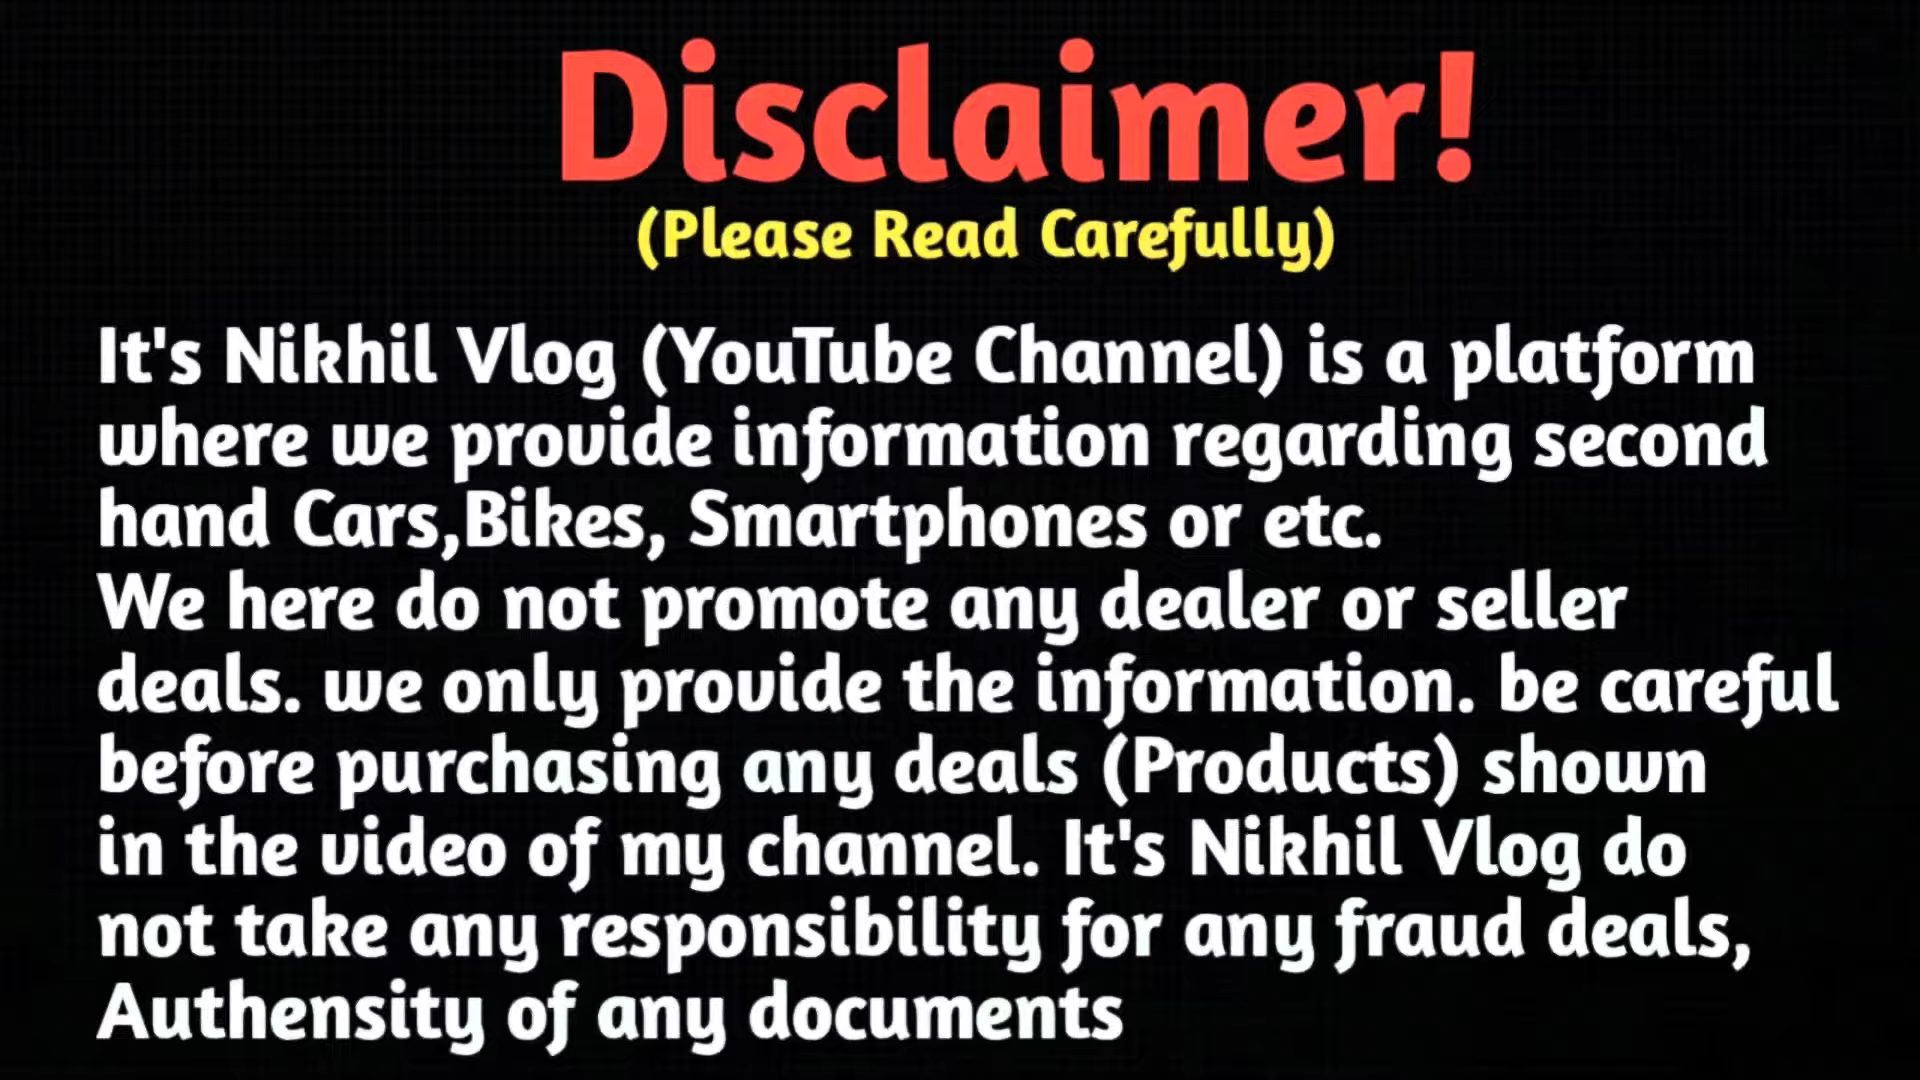 Disclaimer!
(Please Read Carefully)
It's Nikhil Vlog (YouTube Channel) is a platform
where we provide information regarding second
hand Cars,Bikes, Smartphones or etc.
We here do not promote any dealer or seller
deals. we only provide the information. be careful
before purchasing any deals (Products) shown
in the video of my channel. It's Nikhil Vlog do
not take any responsibility for any fraud deals,
Authensity of any documents